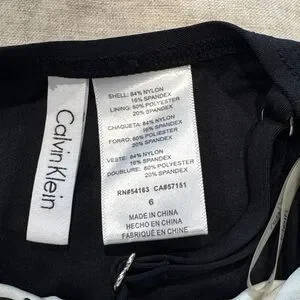 Calvin Klein
SHELL: 84% NYLON
16% SPANDEX
LINING: 80% POLYESTER
20% SPANDEX
CHAQUETA: 84% NYLON
16% SPANDEX
FORRO: 80% POLYESTER
20% SPANDEX
VESTE: 84% NYLON
16% SPANDEX
DOUBLURE: 80% POLYESTER
20% SPANDEX
RN#54163 CA#57151
6
MADE IN CHINA
HECHO EN CHINA
FABRIQUÉ EN CHINE